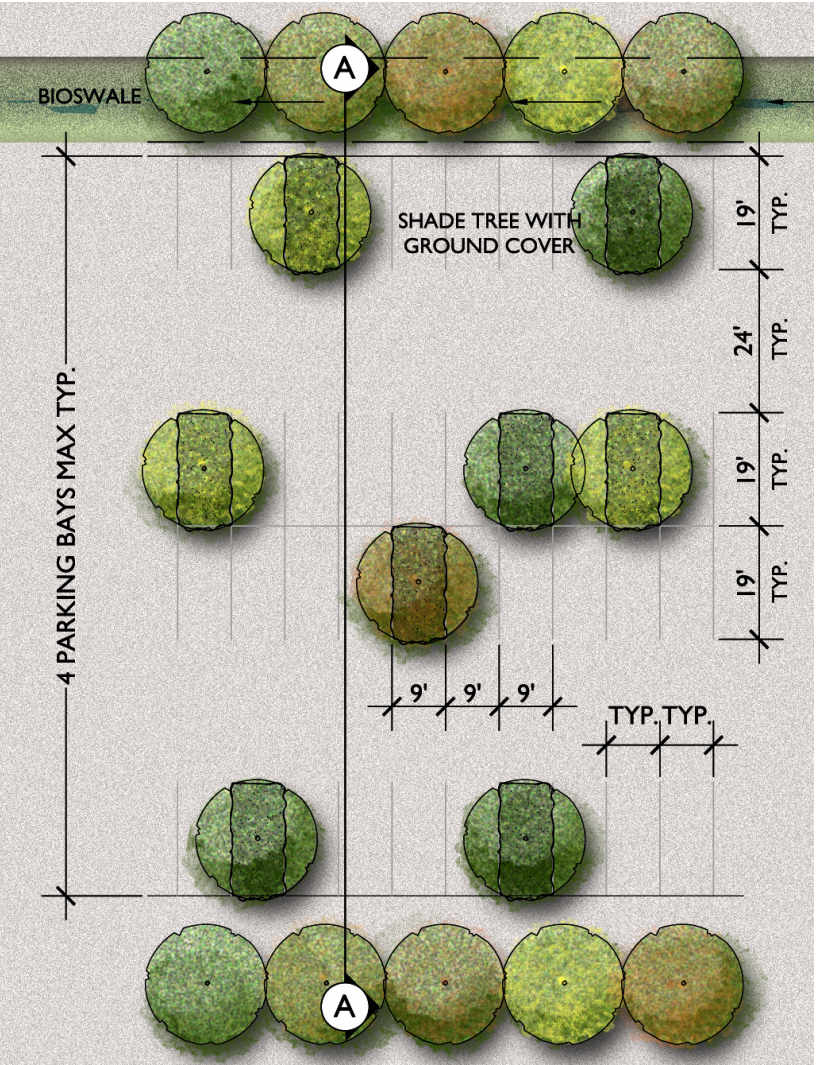 A
BIOSWALE
SHADE TREE WITH
GROUND COVER
19'
TYP.
24'
TYP.
4 PARKING BAYS MAX TYP.
19'
TYP.
19'
TYP.
9' 9' 9'
TYP. TYP.
A